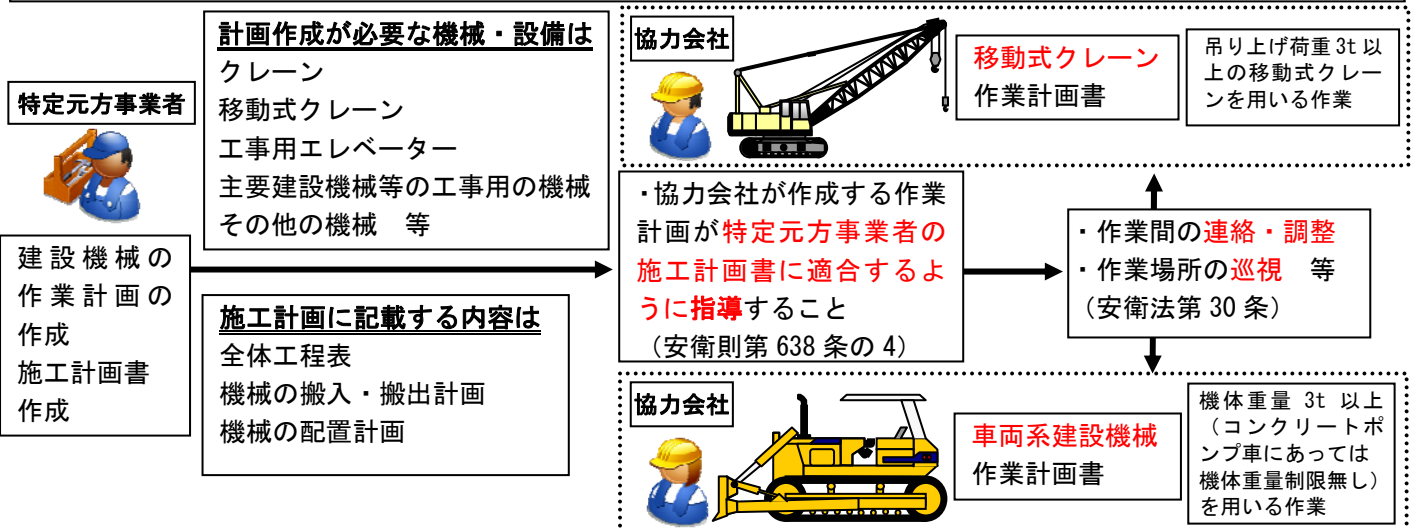 特定元方事業者
建設機械の
作業計画の
作成
施工計画書
作成
計画作成が必要な機械・設備は
クレーン
移動式クレーン
工事用エレベーター
主要建設機械等の工事用の機械
その他の機械　等
施工計画に記載する内容は
全体工程表
機械の搬入・搬出計画
機械の配置計画
協力会社
移動式クレーン
作業計画書
吊り上げ荷重3t以
上の移動式クレー
ンを用いる作業
・協力会社が作成する作業
計画が特定元方事業者の
施工計画書に適合するよ
うに指導すること
（安衛則第638条の4）
・作業間の連絡・調整
・作業場所の巡視　等
（安衛法第30条）
協力会社
車両系建設機械
作業計画書
機体重量 3t 以上
（コンクリートポ
ンプ車にあっては
機体重量制限無し）
を用いる作業